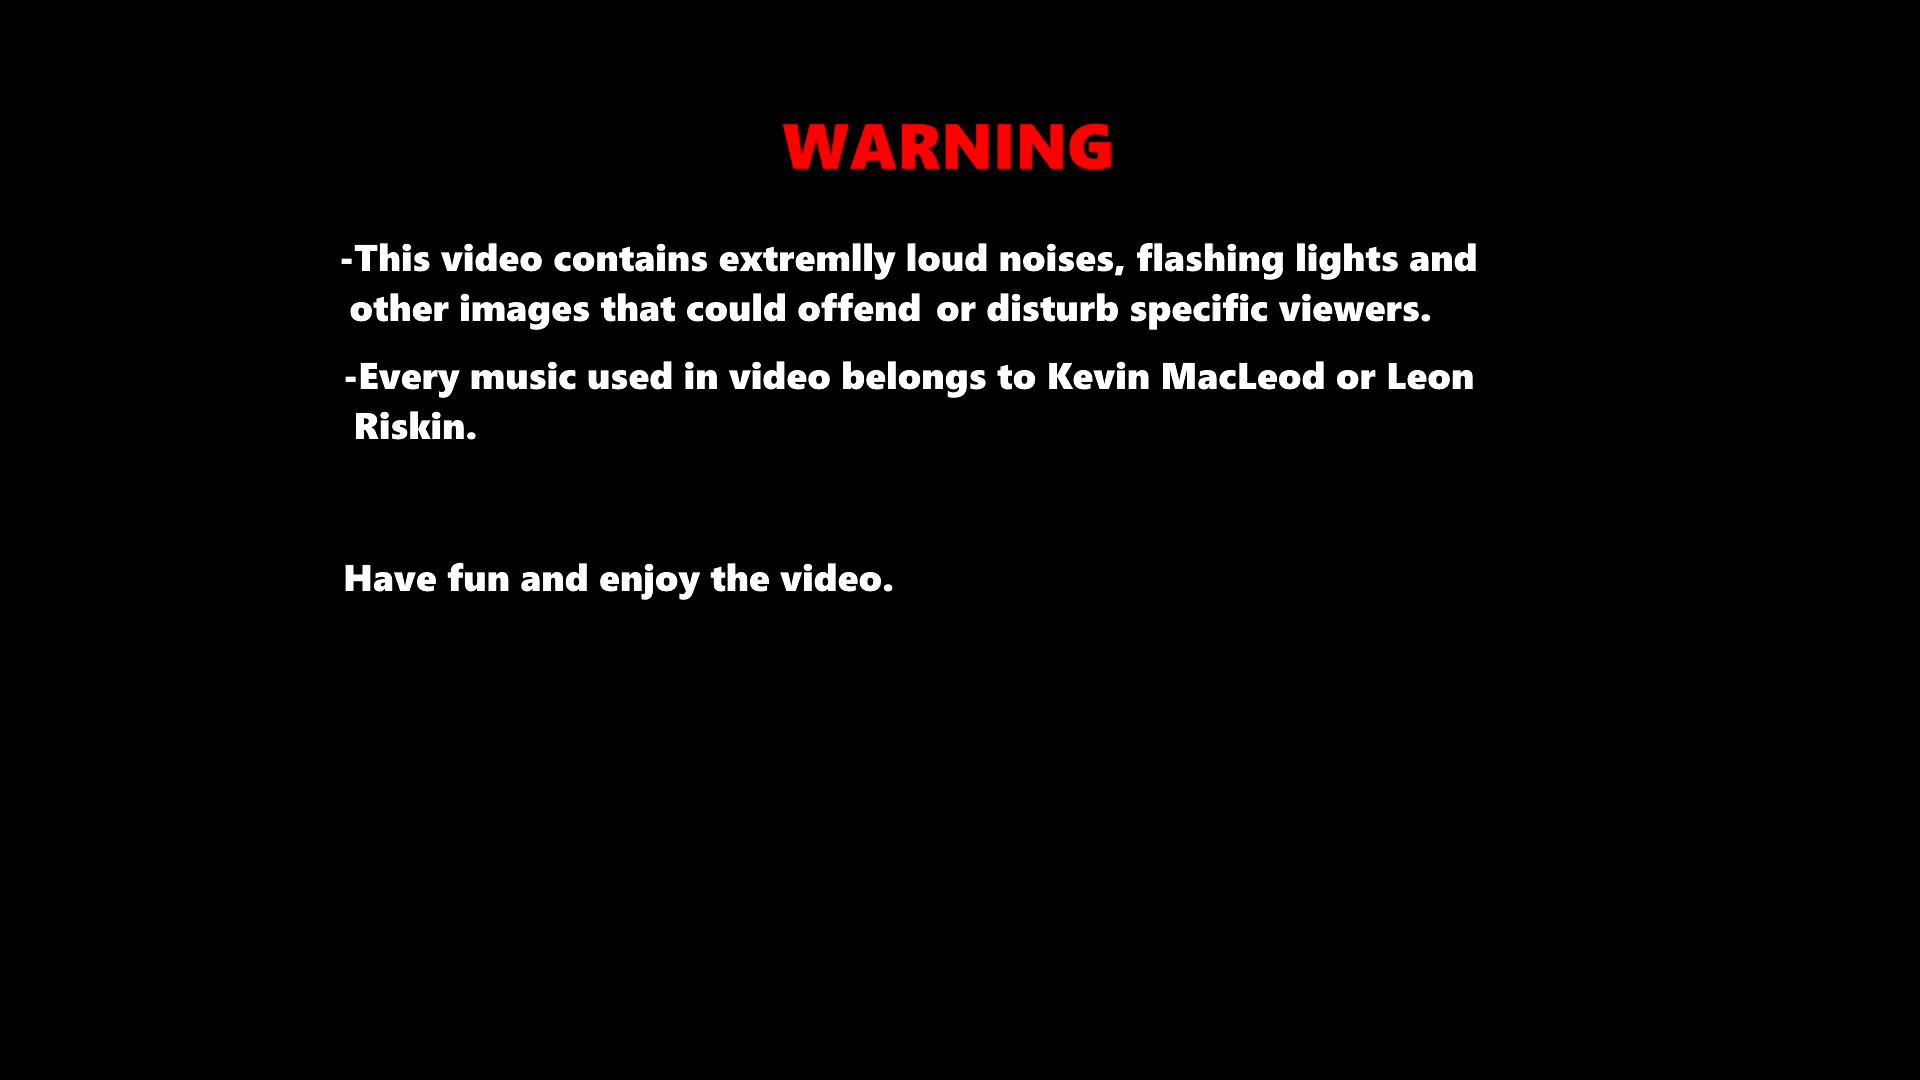 WARNING
-This video contains extremlly loud noises, flashing lights and
other images that could offend or disturb specific viewers.
-Every music used in video belongs to Kevin MacLeod or Leon
Riskin.
Have fun and enjoy the video.